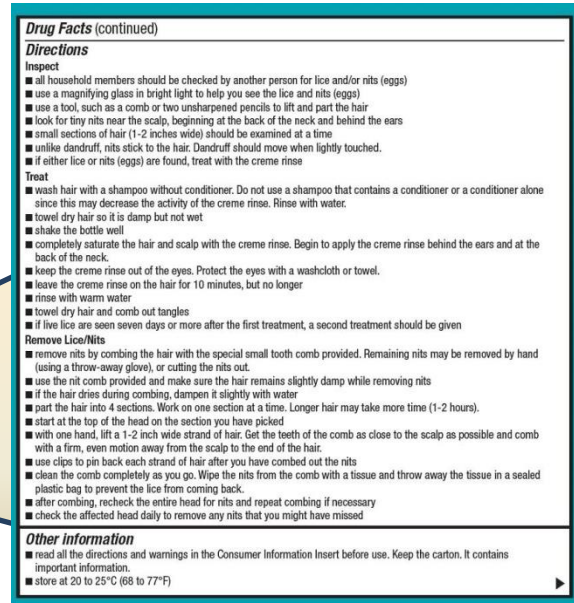 Drug Facts (continued)
Directions
Inspect
■ all household members should be checked by another person for lice and/or nits (eggs)
■ use a magnifying glass in bright light to help you see the lice and nits (eggs)
■ use a tool, such as a comb or two unsharpened pencils to lift and part the hair
■ look for tiny nits near the scalp, beginning at the back of the neck and behind the ears
■ small sections of hair (1-2 inches wide) should be examined at a time
■ unlike dandruff, nits stick to the hair. Dandruff should move when lightly touched.
■ if either lice or nits (eggs) are found, treat with the creme rinse
Treat
■ wash hair with a shampoo without conditioner. Do not use a shampoo that contains a conditioner or a conditioner alone
since this may decrease the activity of the creme rinse. Rinse with water.
■ towel dry hair so it is damp but not wet
■ shake the bottle well
■ completely saturate the hair and scalp with the creme rinse. Begin to apply the creme rinse behind the ears and at the
back of the neck.
■ keep the creme rinse out of the eyes. Protect the eyes with a washcloth or towel.
■ leave the creme rinse on the hair for 10 minutes, but no longer
■ rinse with warm water
■ towel dry hair and comb out tangles
■ if live lice are seen seven days or more after the first treatment, a second treatment should be given
Remove Lice/Nits
■ remove nits by combing the hair with the special small tooth comb provided. Remaining nits may be removed by hand
(using a throw-away glove), or cutting the nits out.
■ use the nit comb provided and make sure the hair remains slightly damp while removing nits
■ if the hair dries during combing, dampen it slightly with water
■ part the hair into 4 sections. Work on one section at a time. Longer hair may take more time (1-2 hours).
■ start at the top of the head on the section you have picked
■ with one hand, lift a 1-2 inch wide strand of hair. Get the teeth of the comb as close to the scalp as possible and comb
with a firm, even motion away from the scalp to the end of the hair.
■ use clips to pin back each strand of hair after you have combed out the nits
■ clean the comb completely as you go. Wipe the nits from the comb with a tissue and throw away the tissue in a sealed
plastic bag to prevent the lice from coming back.
■ after combing, recheck the entire head for nits and repeat combing if necessary
■ check the affected head daily to remove any nits that you might have missed
Other information
■ read all the directions and warnings in the Consumer Information Insert before use. Keep the carton. It contains
important information.
■ store at 20 to 25°C (68 to 77°F)